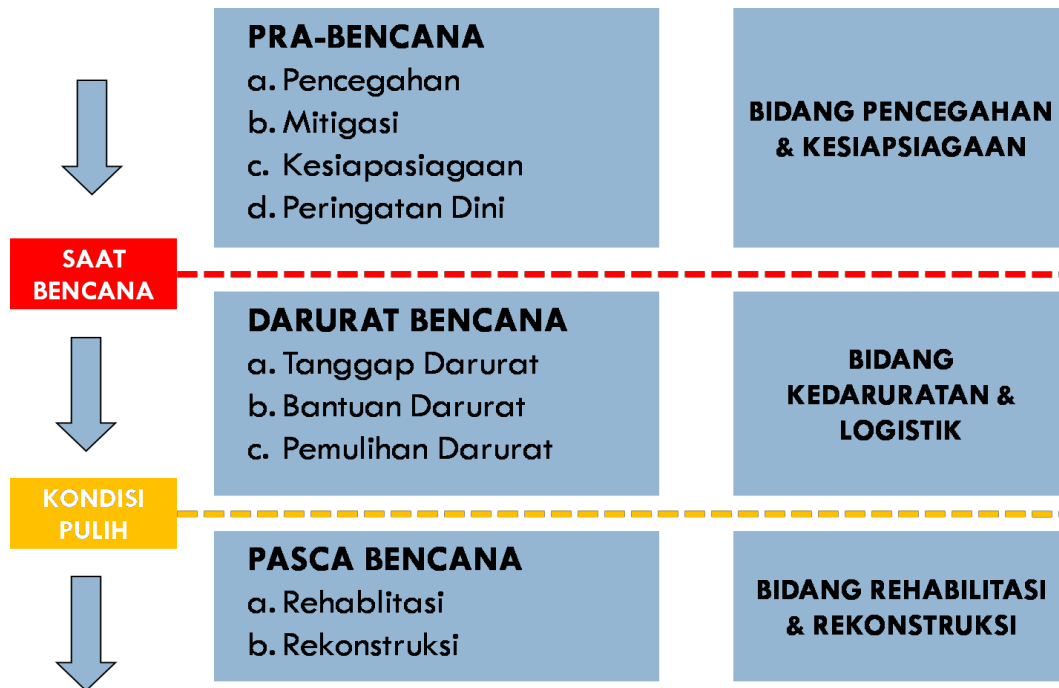 PRA-BENCANA
a. Pencegahan
b. Mitigasi
c. Kesiapasiagaan
d. Peringatan Dini
BIDANG PENCEGAHAN
& KESIAPSIAGAAN
SAAT
BENCANA
DARURAT BENCANA
a. Tanggap Darurat
b. Bantuan Darurat
c. Pemulihan Darurat
BIDANG
KEDARURATAN &
LOGISTIK
KONDISI
PULIH
PASCA BENCANA
a. Rehablitasi
b. Rekonstruksi
BIDANG REHABILITASI
& REKONSTRUKSI